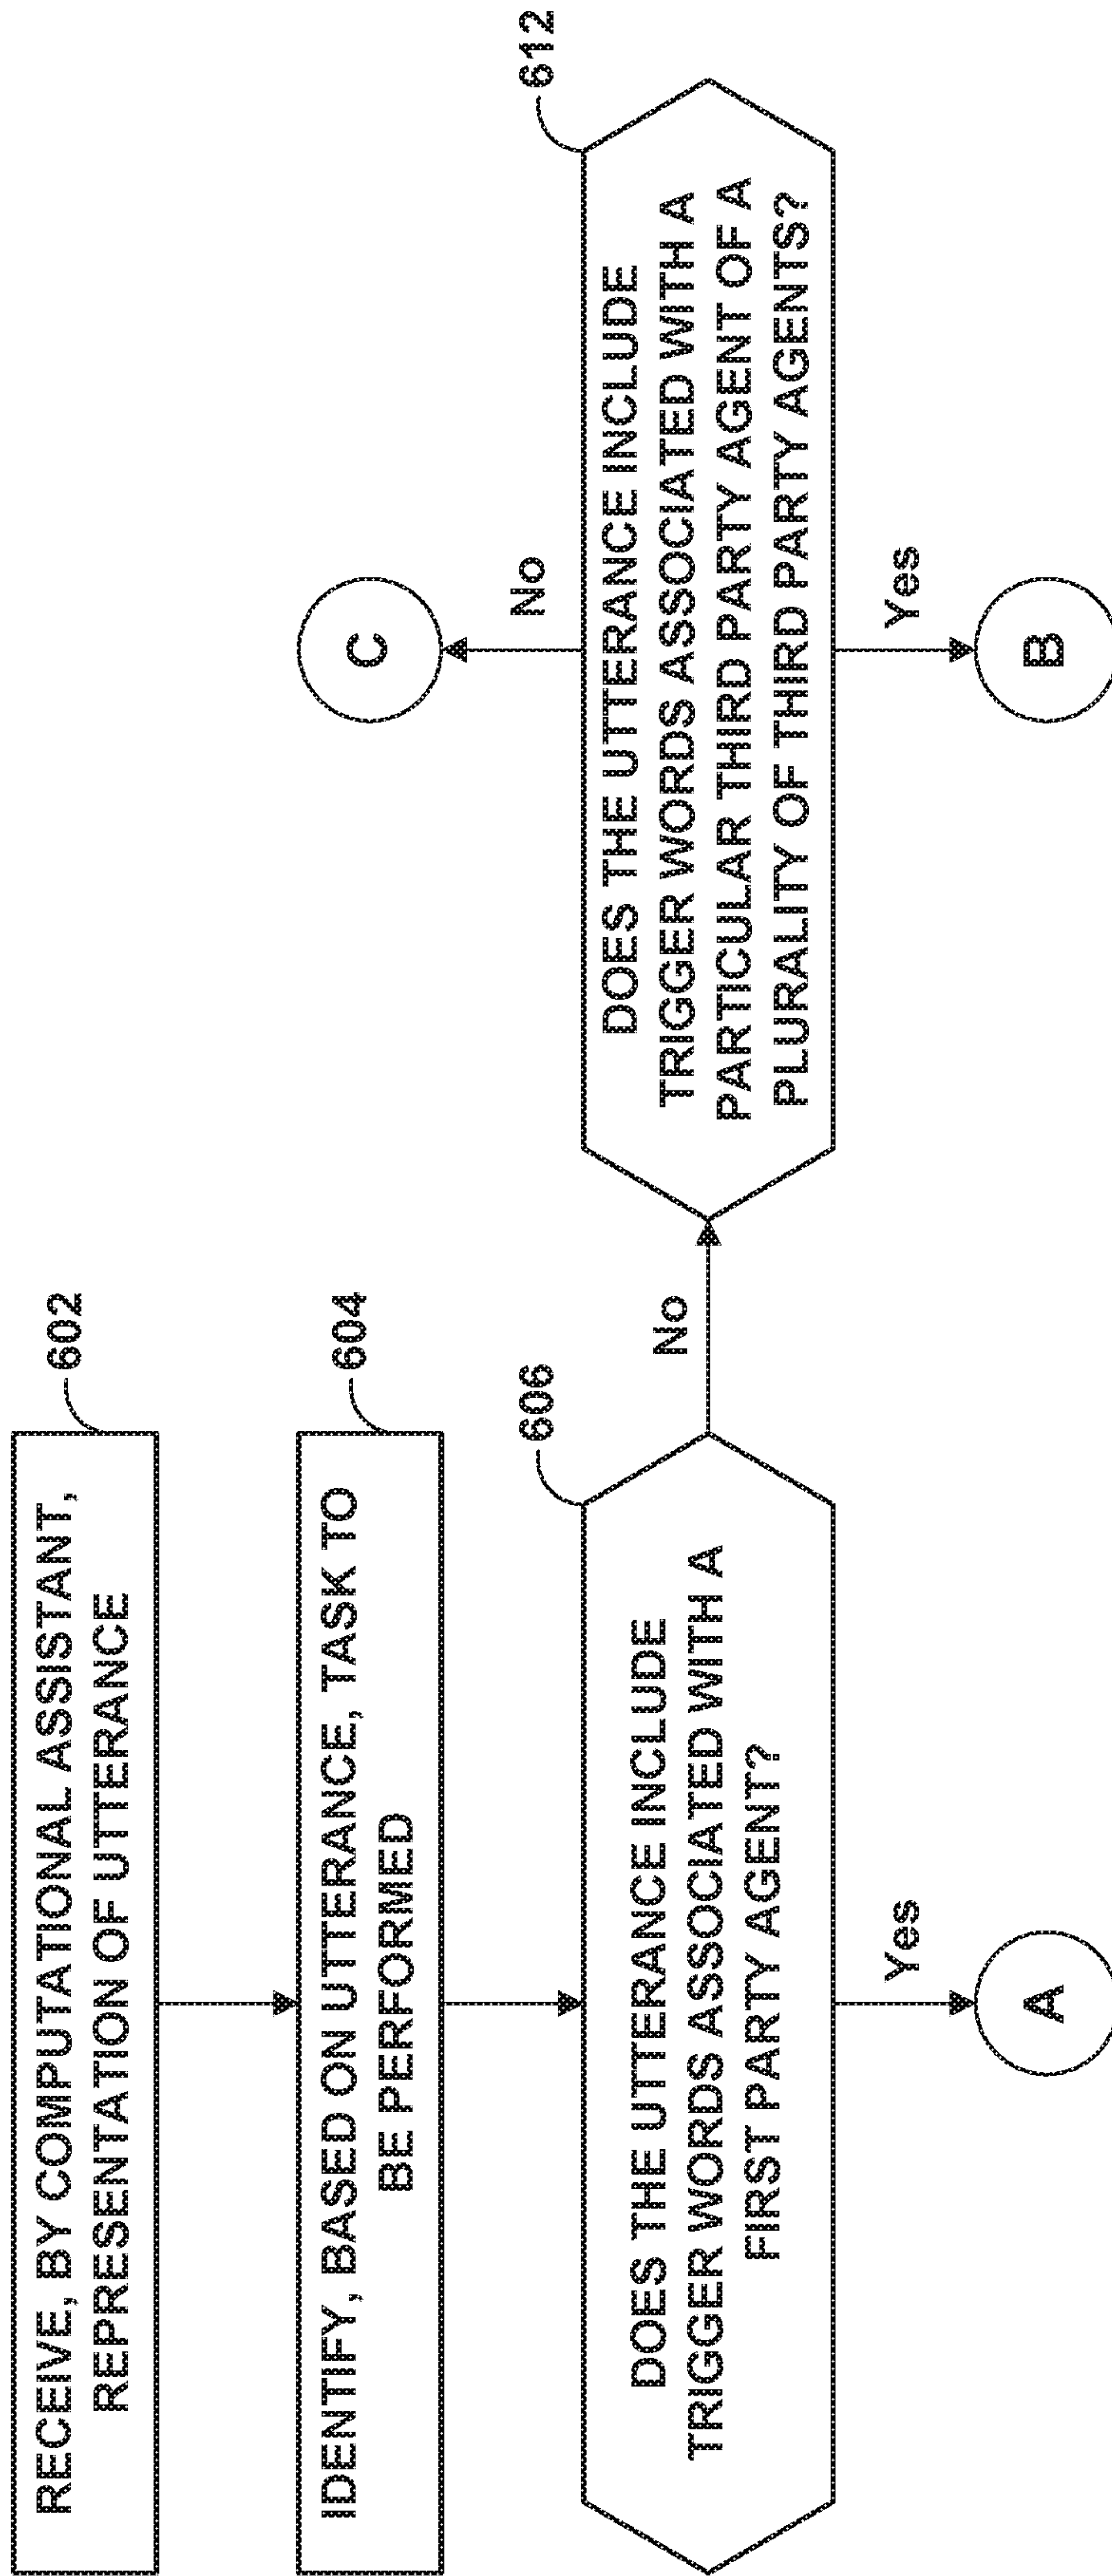 RECEIVE, BY COMPUTATIONAL ASSISTANT,
REPRESENTATION OF UTTERANCE
602
IDENTIFY, BASED ON UTTERANCE, TASK TO
BE PERFORMED
604
DOES THE UTTERANCE INCLUDE
TRIGGER WORDS ASSOCIATED WITH A
FIRST PARTY AGENT?
606
No
Yes
A
DOES THE UTTERANCE INCLUDE
TRIGGER WORDS ASSOCIATED WITH A
PARTICULAR THIRD PARTY AGENT OF A
PLURALITY OF THIRD PARTY AGENTS?
612
No
C
Yes
B